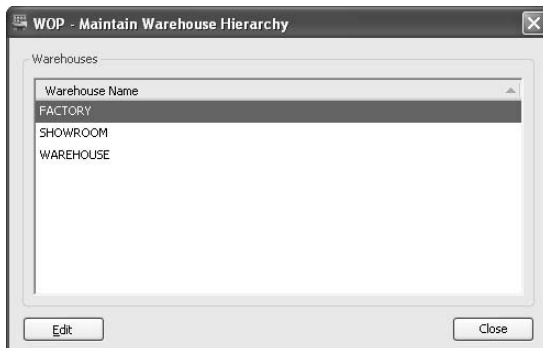 WOP - Maintain Warehouse Hierarchy
Warehouses
Warehouse Name
FACTORY
SHOWROOM
WAREHOUSE
Edit
Close